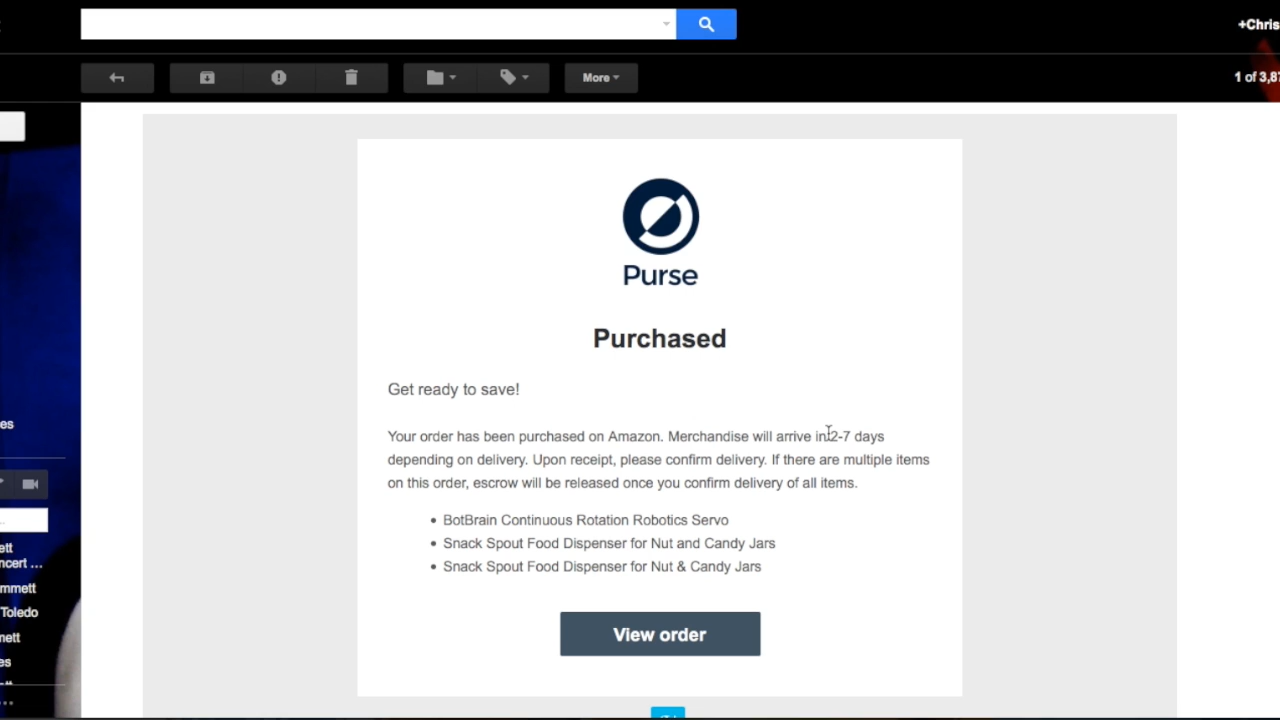 +Chris
More
1 of 3,87
Purse
Purchased
Get ready to save!
Your order has been purchased on Amazon. Merchandise will arrive in 2-7 days
depending on delivery. Upon receipt, please confirm delivery. If there are multiple items
on this order, escrow will be released once you confirm delivery of all items.
• BotBrain Continuous Rotation Robotics Servo
• Snack Spout Food Dispenser for Nut and Candy Jars
• Snack Spout Food Dispenser for Nut & Candy Jars
View order
es
ett
ncert ...
mmett
Toledo
nett
es